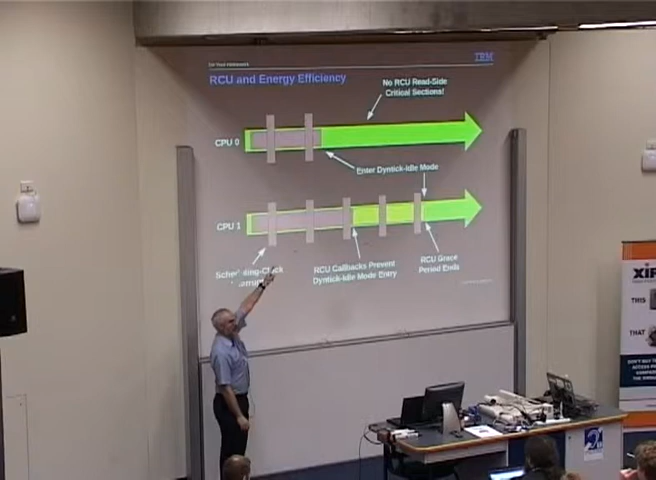 IBM
RCU and Energy Efficiency
No RCU Read-Side
Critical Sections!
CPU 0
Enter Dyntick-Idle Mode
CPU 1
RCU Callbacks Prevent
Dyntick-Idle Mode Entry
RCU Grace
Period Ends
THIS
THAT